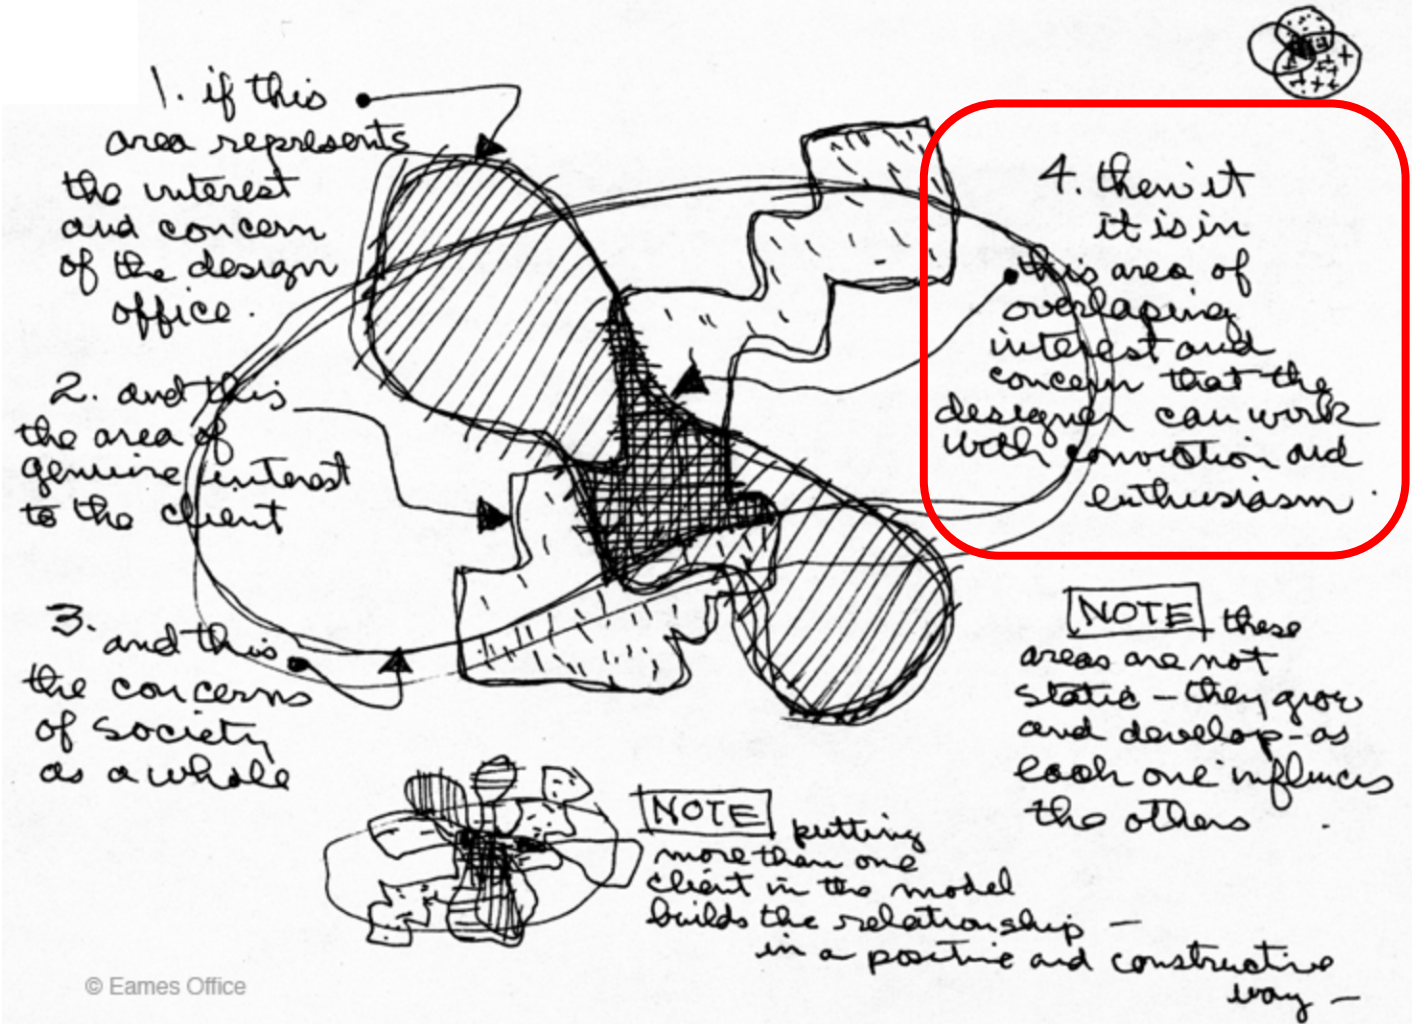 1. if this
area represents
the interest
and concern
of the design
office.
2. and this
the area of
genuine interest
to the client
3. and this
the concerns
of society
as a whole
4. then it
it is in
this area of
overlaping
interest and
concern that the
designer can work
with conviction and
enthusiasm
NOTE these
areas are not
static – they grow
and develop – as
each one influences
the others
NOTE putting
more than one
client in the model
builds the relationship –
in a positive and constructive
way –
© Eames Office